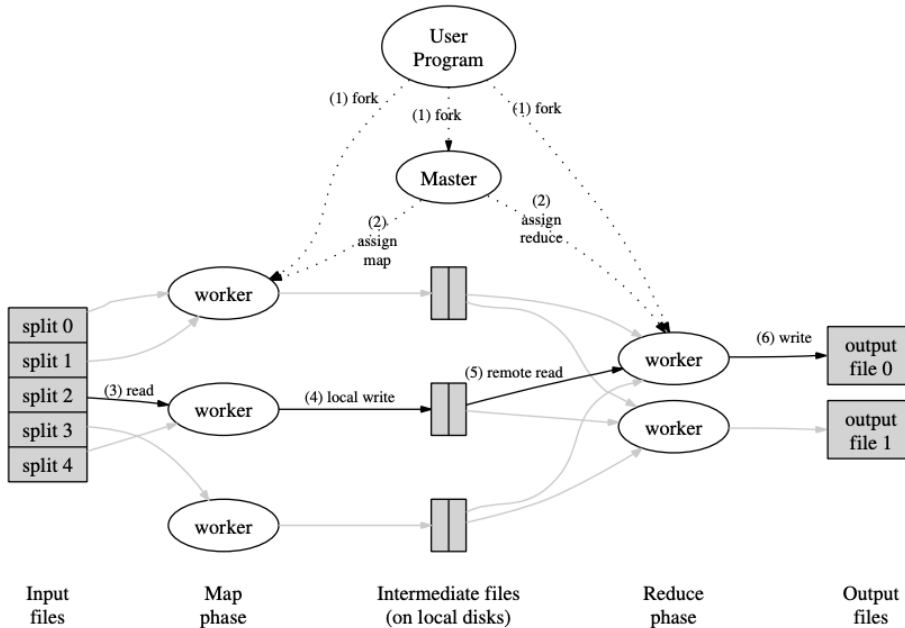 User
Program
(1) fork
(1) fork
(1) fork
Master
(2)
assign
map
(2)
assign
reduce
worker
split 0
split 1
split 2
split 3
split 4
(3) read
worker
(4) local write
(5) remote read
worker
(6) write
output
file 0
worker
output
file 1
worker
Input
files
Map
phase
Intermediate files
(on local disks)
Reduce
phase
Output
files